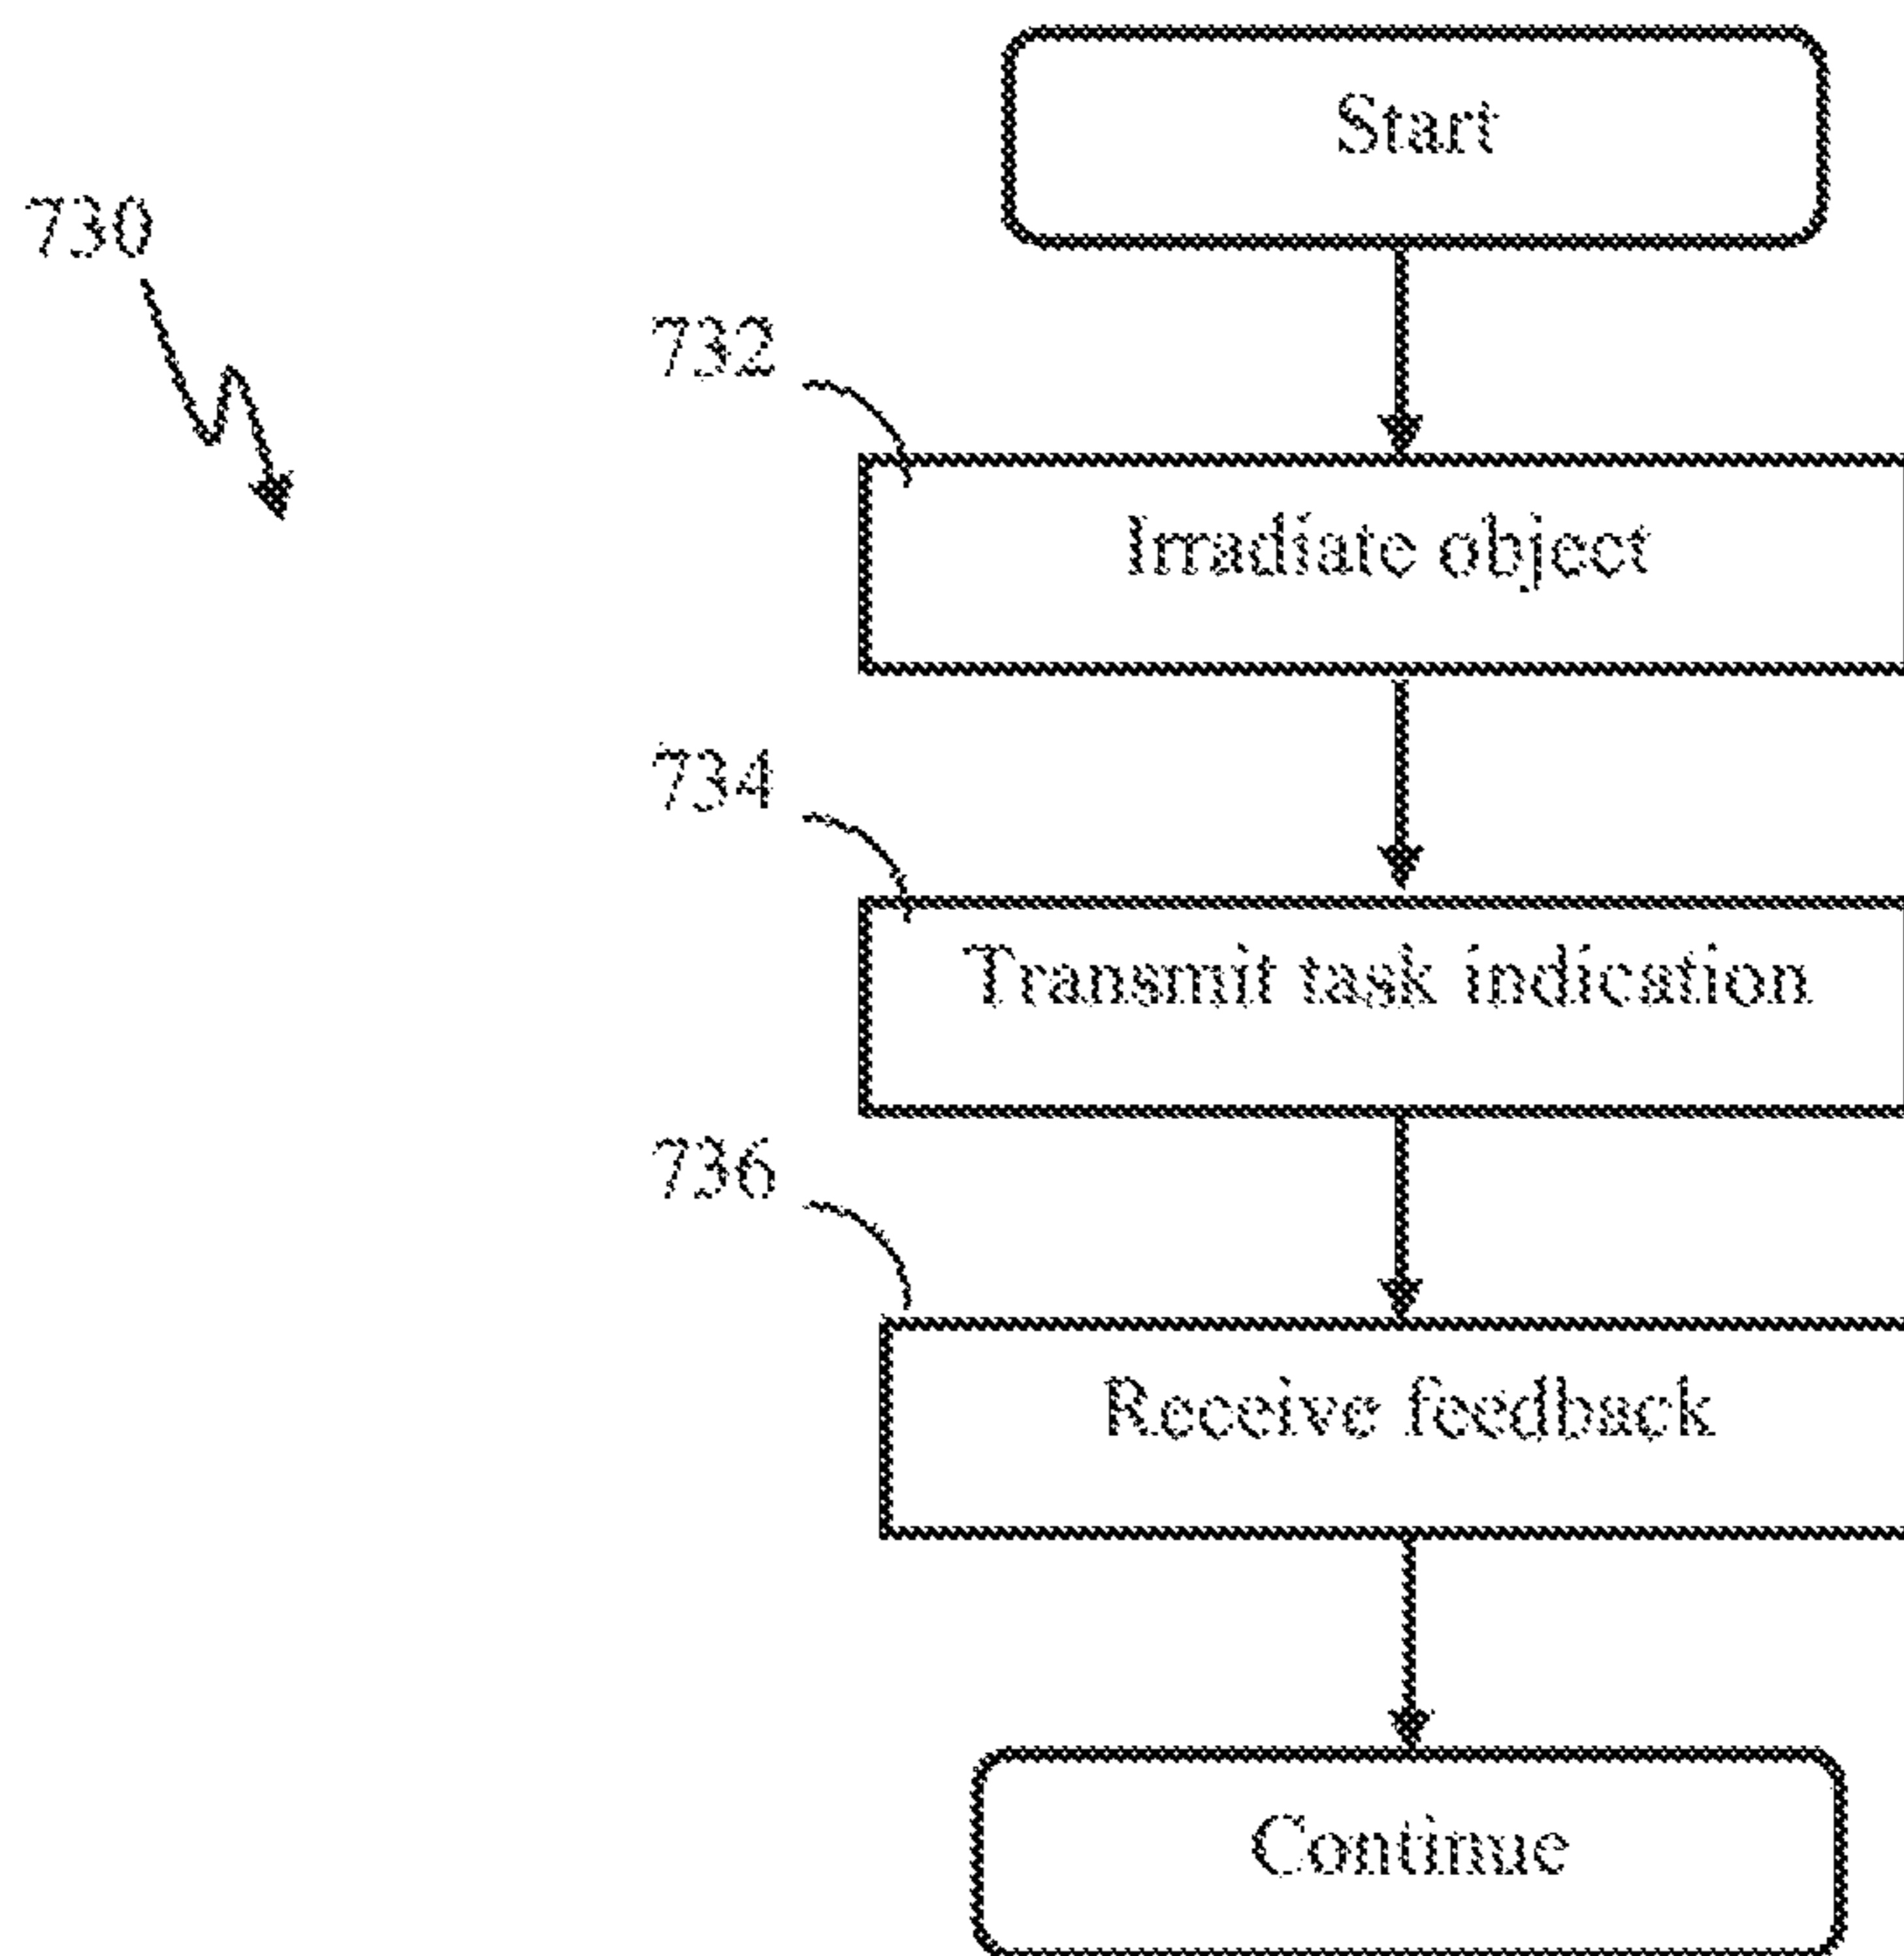 Start
730
732
Irradiate object
734
Transmit task indication
736
Receive feedback
Continue